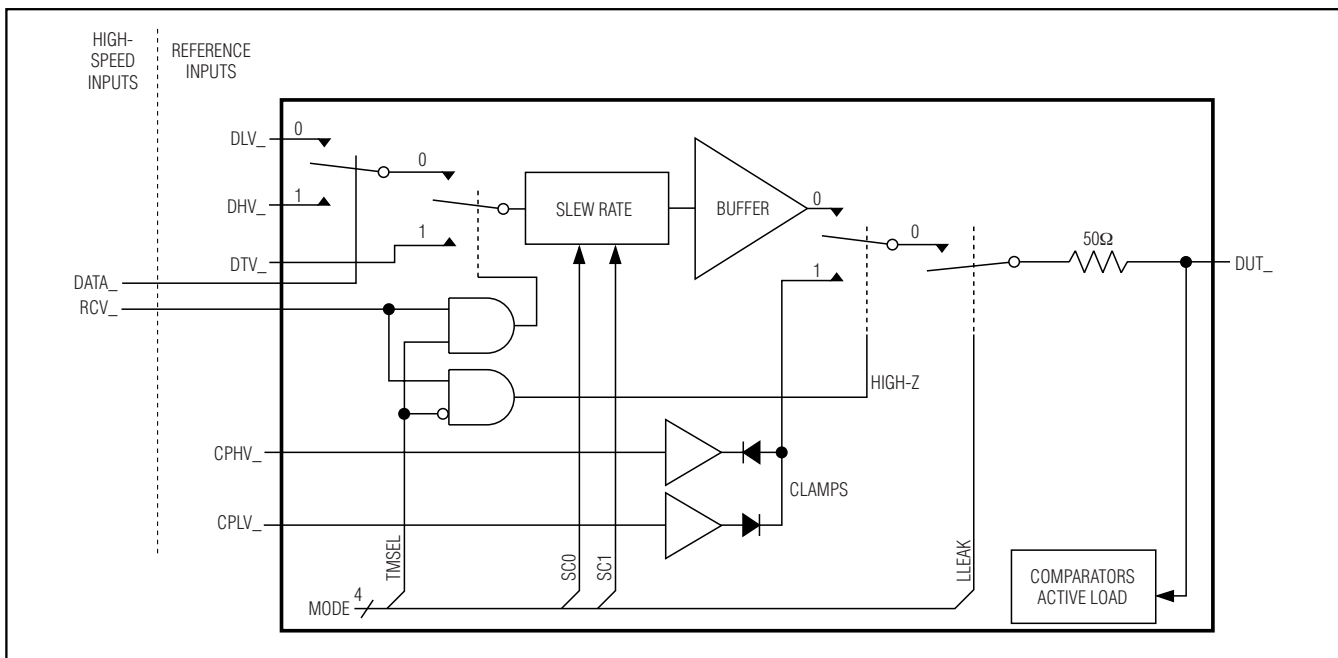 HIGH-
SPEED
INPUTS
REFERENCE
INPUTS
DLV_
0
0
DHV_
1
SLEW RATE
BUFFER
0
0
50Ω
DTV_
1
1
DUT_
DATA_
RCV_
HIGH-Z
CPHV_
CLAMPS
CPLV_
TMSEL
SC0
SC1
LLEAK
COMPARATORS
ACTIVE LOAD
MODE
4